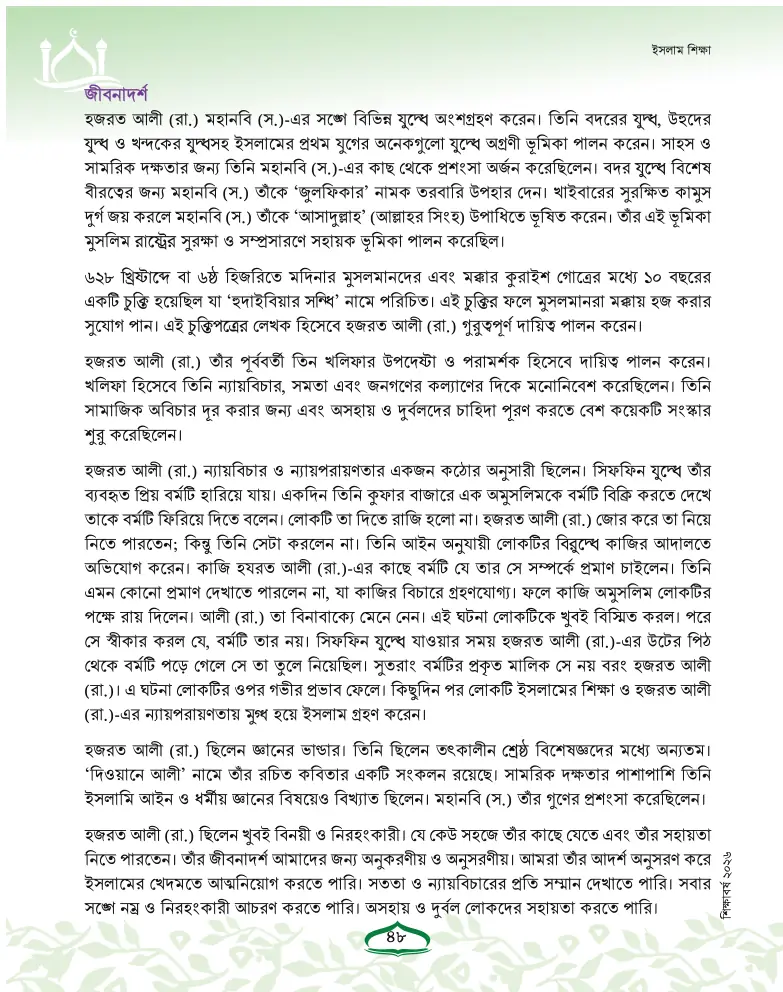 ইসলাম শিক্ষা
জীবনাদর্শ
হজরত আলী (রা.) মহানবি (স.)-এর সঙ্গে বিভিন্ন যুদ্ধে অংশগ্রহণ করেন। তিনি বদরের যুদ্ধ, উহুদের
যুদ্ধ ও খন্দকের যুদ্ধসহ ইসলামের প্রথম যুগের অনেকগুলো যুদ্ধে অগ্রণী ভূমিকা পালন করেন। সাহস ও
সামরিক দক্ষতার জন্য তিনি মহানবি (স.)-এর কাছ থেকে প্রশংসা অর্জন করেছিলেন। বদর যুদ্ধে বিশেষ
বীরত্বের জন্য মহানবি (স.) তাঁকে ‘জুলফিকার’ নামক তরবারি উপহার দেন। খাইবারের সুরক্ষিত কামুস
দুর্গ জয় করলে মহানবি (স.) তাঁকে ‘আসাদুল্লাহ’ (আল্লাহর সিংহ) উপাধিতে ভূষিত করেন। তাঁর এই ভূমিকা
মুসলিম রাষ্ট্রের সুরক্ষা ও সম্প্রসারণে সহায়ক ভূমিকা পালন করেছিল।
৬২৮ খ্রিষ্টাব্দে বা ৬ষ্ঠ হিজরিতে মদিনার মুসলমানদের এবং মক্কার কুরাইশ গোত্রের মধ্যে ১০ বছরের
একটি চুক্তি হয়েছিল যা ‘হুদাইবিয়ার সন্ধি’ নামে পরিচিত। এই চুক্তির ফলে মুসলমানরা মক্কায় হজ করার
সুযোগ পান। এই চুক্তিপত্রের লেখক হিসেবে হজরত আলী (রা.) গুরুত্বপূর্ণ দায়িত্ব পালন করেন।
হজরত আলী (রা.) তাঁর পূর্ববর্তী তিন খলিফার উপদেষ্টা ও পরামর্শক হিসেবে দায়িত্ব পালন করেন।
খলিফা হিসেবে তিনি ন্যায়বিচার, সমতা এবং জনগণের কল্যাণের দিকে মনোনিবেশ করেছিলেন। তিনি
সামাজিক অবিচার দূর করার জন্য এবং অসহায় ও দুর্বলদের চাহিদা পূরণ করতে বেশ কয়েকটি সংস্কার
শুরু করেছিলেন।
হজরত আলী (রা.) ন্যায়বিচার ও ন্যায়পরায়ণতার একজন কঠোর অনুসারী ছিলেন। সিফফিন যুদ্ধে তাঁর
ব্যবহৃত প্রিয় বর্মটি হারিয়ে যায়। একদিন তিনি কুফার বাজারে এক অমুসলিমকে বর্মটি বিক্রি করতে দেখে
তাকে বর্মটি ফিরিয়ে দিতে বলেন। লোকটি তা দিতে রাজি হলো না। হজরত আলী (রা.) জোর করে তা নিয়ে
নিতে পারতেন; কিন্তু তিনি সেটা করলেন না। তিনি আইন অনুযায়ী লোকটির বিরুদ্ধে কাজির আদালতে
অভিযোগ করেন। কাজি হযরত আলী (রা.)-এর কাছে বর্মটি যে তার সে সম্পর্কে প্রমাণ চাইলেন। তিনি
এমন কোনো প্রমাণ দেখাতে পারলেন না, যা কাজির বিচারে গ্রহণযোগ্য। ফলে কাজি অমুসলিম লোকটির
পক্ষে রায় দিলেন। আলী (রা.) তা বিনাবাক্যে মেনে নেন। এই ঘটনা লোকটিকে খুবই বিস্মিত করল। পরে
সে স্বীকার করল যে, বর্মটি তার নয়। সিফফিন যুদ্ধে যাওয়ার সময় হজরত আলী (রা.)-এর উটের পিঠ
থেকে বর্মটি পড়ে গেলে সে তা তুলে নিয়েছিল। সুতরাং বর্মটির প্রকৃত মালিক সে নয় বরং হজরত আলী
(রা.)। এ ঘটনা লোকটির ওপর গভীর প্রভাব ফেলে। কিছুদিন পর লোকটি ইসলামের শিক্ষা ও হজরত আলী
(রা.)-এর ন্যায়পরায়ণতায় মুগ্ধ হয়ে ইসলাম গ্রহণ করেন।
হজরত আলী (রা.) ছিলেন জ্ঞানের ভান্ডার। তিনি ছিলেন তৎকালীন শ্রেষ্ঠ বিশেষজ্ঞদের মধ্যে অন্যতম।
‘দিওয়ানে আলী’ নামে তাঁর রচিত কবিতার একটি সংকলন রয়েছে। সামরিক দক্ষতার পাশাপাশি তিনি
ইসলামি আইন ও ধর্মীয় জ্ঞানের বিষয়েও বিখ্যাত ছিলেন। মহানবি (স.) তাঁর গুণের প্রশংসা করেছিলেন।
হজরত আলী (রা.) ছিলেন খুবই বিনয়ী ও নিরহংকারী। যে কেউ সহজে তাঁর কাছে যেতে এবং তাঁর সহায়তা
নিতে পারতেন। তাঁর জীবনাদর্শ আমাদের জন্য অনুকরণীয় ও অনুসরণীয়। আমরা তাঁর আদর্শ অনুসরণ করে
ইসলামের খেদমতে আত্মনিয়োগ করতে পারি। সততা ও ন্যায়বিচারের প্রতি সম্মান দেখাতে পারি। সবার
সঙ্গে নম্র ও নিরহংকারী আচরণ করতে পারি। অসহায় ও দুর্বল লোকদের সহায়তা করতে পারি।
শিক্ষাবর্ষ ২০২৬
৪৮